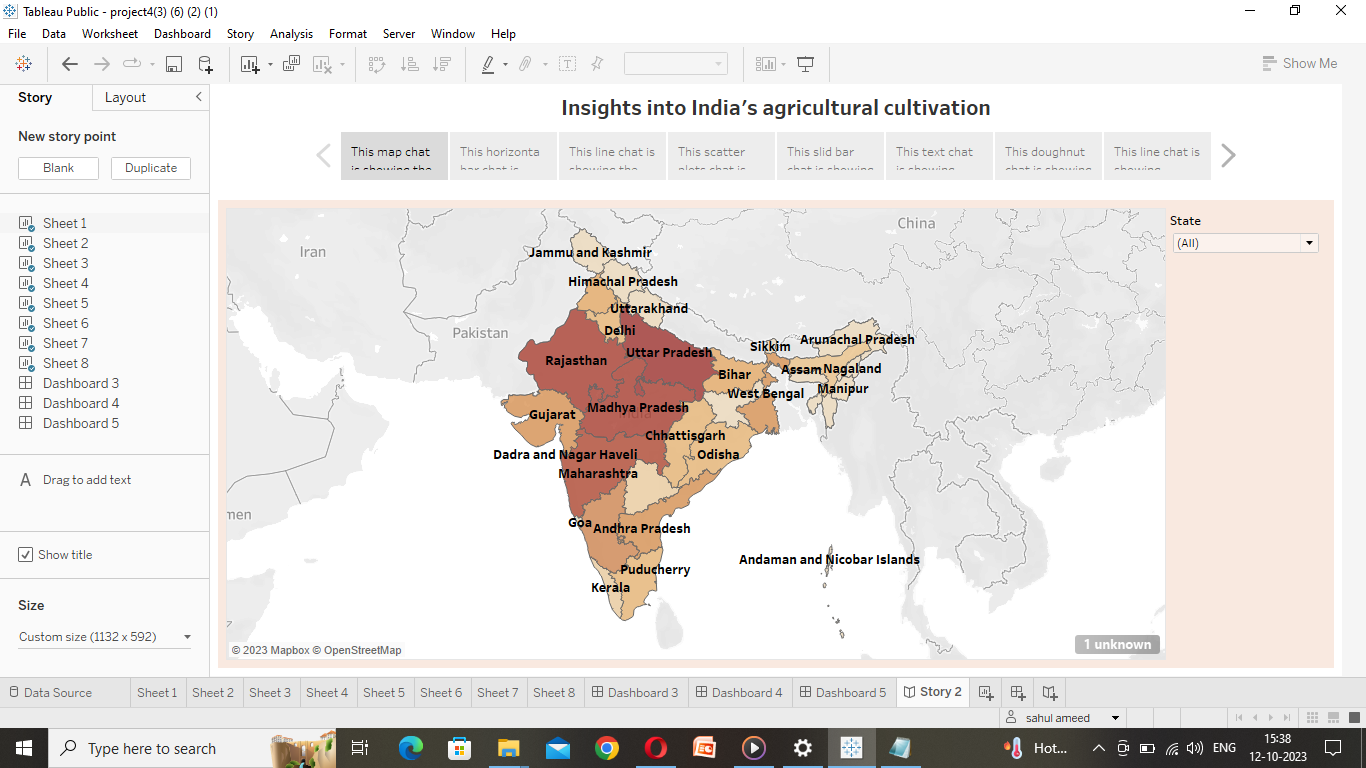 Tableau Public - project4(3) (6) (2) (1)
File Data Worksheet Dashboard Story Analysis Format Server Window Help
Show Me
Story Layout
New story point
Blank Duplicate
Sheet 1
Sheet 2
Sheet 3
Sheet 4
Sheet 5
Sheet 6
Sheet 7
Sheet 8
Dashboard 3
Dashboard 4
Dashboard 5
A Drag to add text
Show title
Size
Custom size (1132 x 592)
Insights into India's agricultural cultivation
This map chat
is showing the
This horizonta
bar chat is
This line chat is
showing the
This scatter
plots chat is
This slid bar
chat is showing
This text chat
is showing
This doughnut
chat is showing
This line chat is
showing
State
(All)
China
Iran
Jammu and Kashmir
Himachal Pradesh
Uttarakhand
Pakistan
Delhi
Sikkim
Arunachal Pradesh
Rajasthan
Uttar Pradesh
Bihar
Assam
Nagaland
Manipur
West Bengal
Madhya Pradesh
India
Gujarat
Chhattisgarh
Dadra and Nagar Haveli
Odisha
Maharashtra
men
Goa
Andhra Pradesh
Andaman and Nicobar Islands
Puducherry
Kerala
© 2023 Mapbox © OpenStreetMap
1 unknown
Data Source Sheet 1 Sheet 2 Sheet 3 Sheet 4 Sheet 5 Sheet 6 Sheet 7 Sheet 8 Dashboard 3 Dashboard 4 Dashboard 5 Story 2
sahul ameed
Type here to search
Hot...
ENG
15:38
12-10-2023